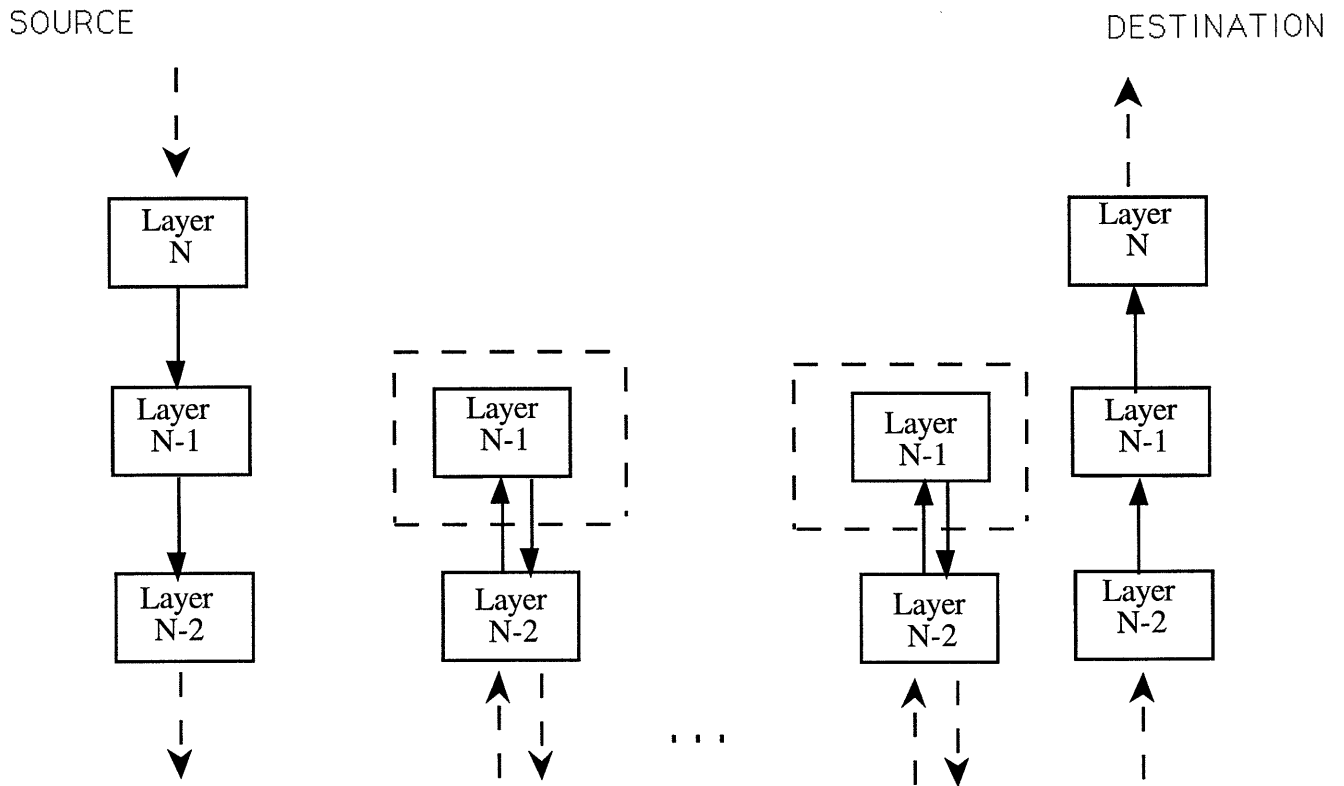 SOURCE
DESTINATION
Layer
N
Layer
N
Layer
N-1
Layer
N-1
Layer
N-1
Layer
N-1
Layer
N-2
Layer
N-2
Layer
N-2
Layer
N-2
...